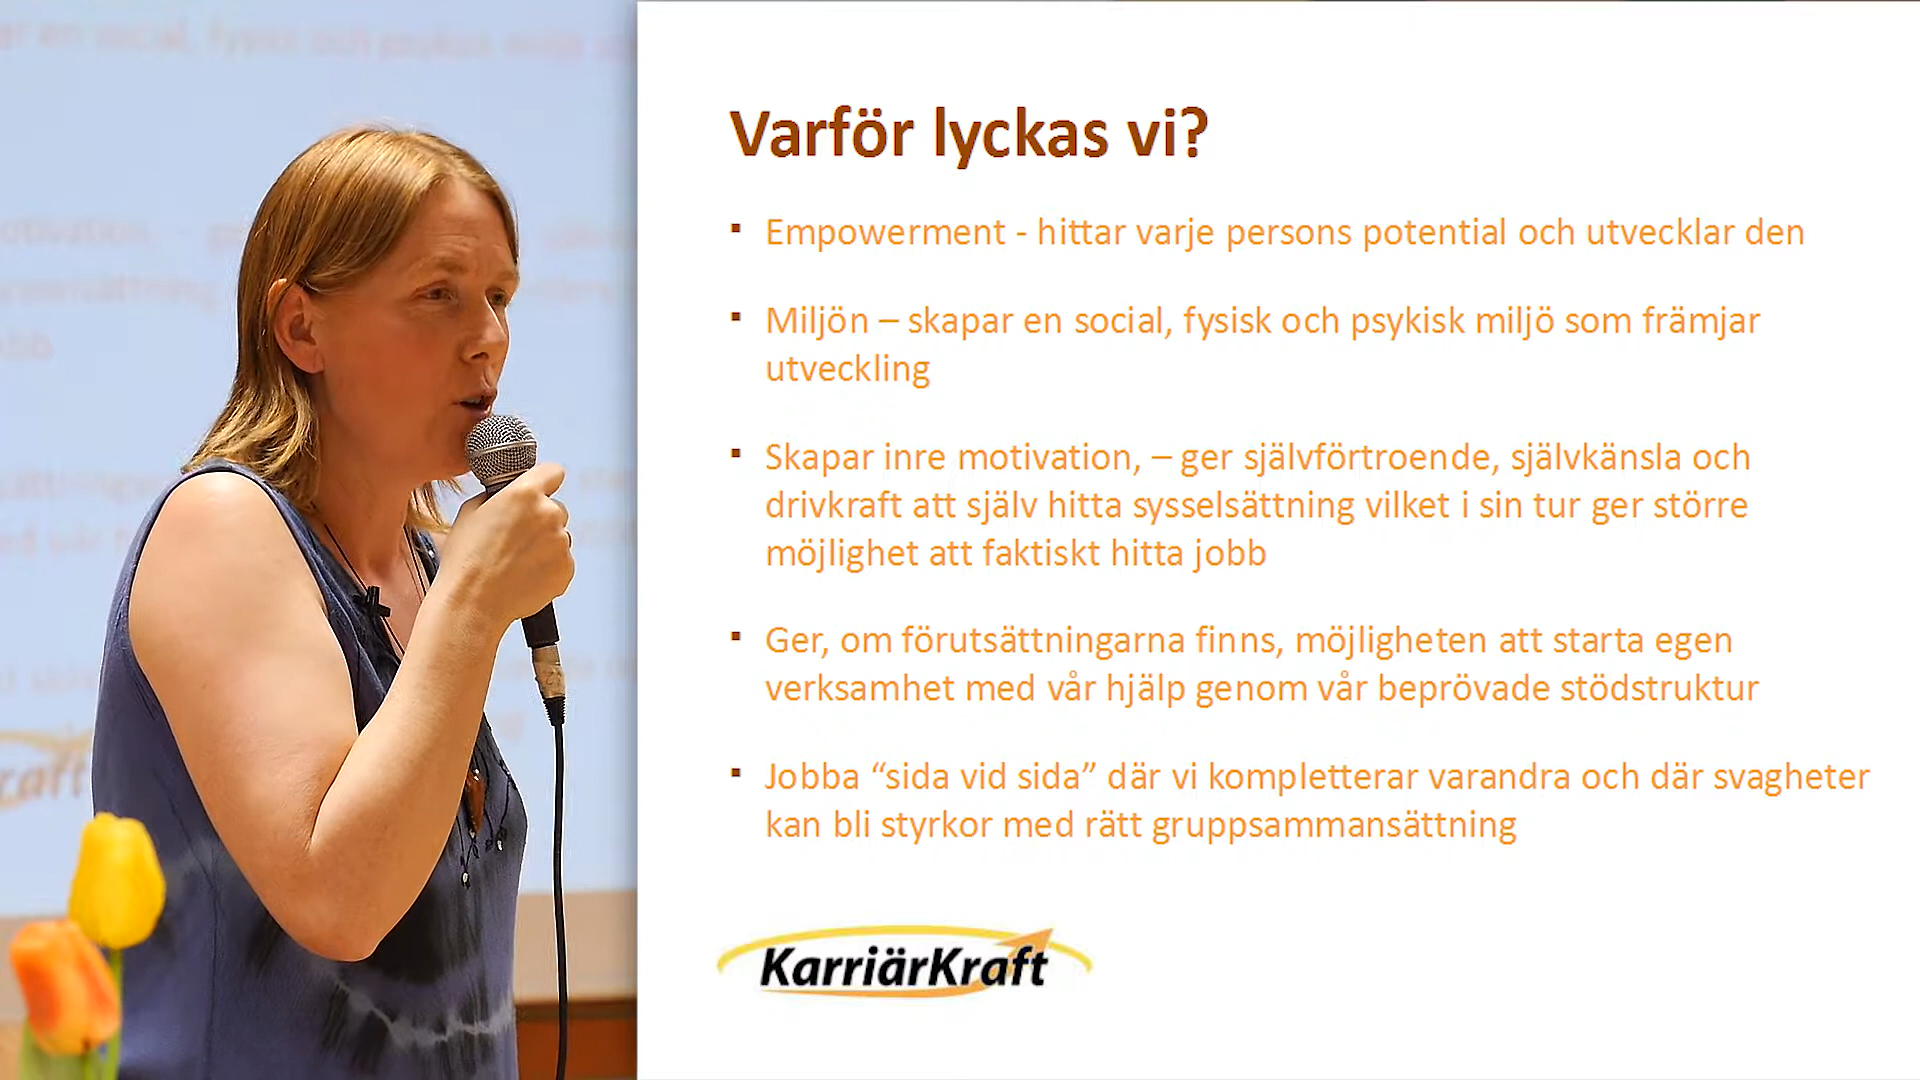 Varför lyckas vi?
▪ Empowerment - hittar varje persons potential och utvecklar den
▪ Miljön – skapar en social, fysisk och psykisk miljö som främjar
utveckling
▪ Skapar inre motivation, – ger självförtroende, självkänsla och
drivkraft att själv hitta sysselsättning vilket i sin tur ger större
möjlighet att faktiskt hitta jobb
▪ Ger, om förutsättningarna finns, möjligheten att starta egen
verksamhet med vår hjälp genom vår beprövade stödstruktur
▪ Jobba “sida vid sida” där vi kompletterar varandra och där svagheter
kan bli styrkor med rätt gruppsammansättning
KarriärKraft